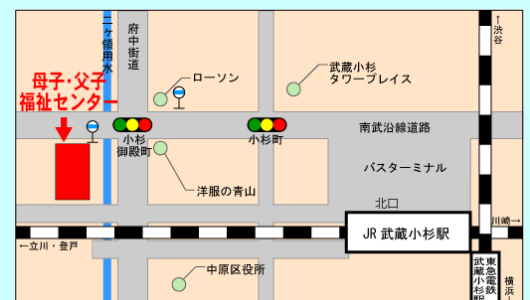 二ケ領用水
府中街道
←渋谷
母子・父子
福祉センター
ローソン
武蔵小杉
タワープレイス
小杉
御殿町
小杉町
南武沿線道路
バスターミナル
洋服の青山
北口
川崎→
JR 武蔵小杉駅
←立川・登戸
中原区役所
東急電鉄
武蔵小杉駅
横浜